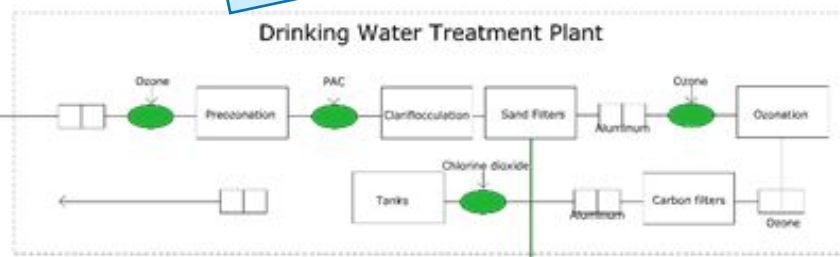 Drinking Water Treatment Plant
Ozone
PAC
Ozone
Preozonation
Clariflocculation
Sand Filters
Aluminum
Ozonation
Chlorine dioxide
Tanks
Aluminum
Carbon filters
Ozone